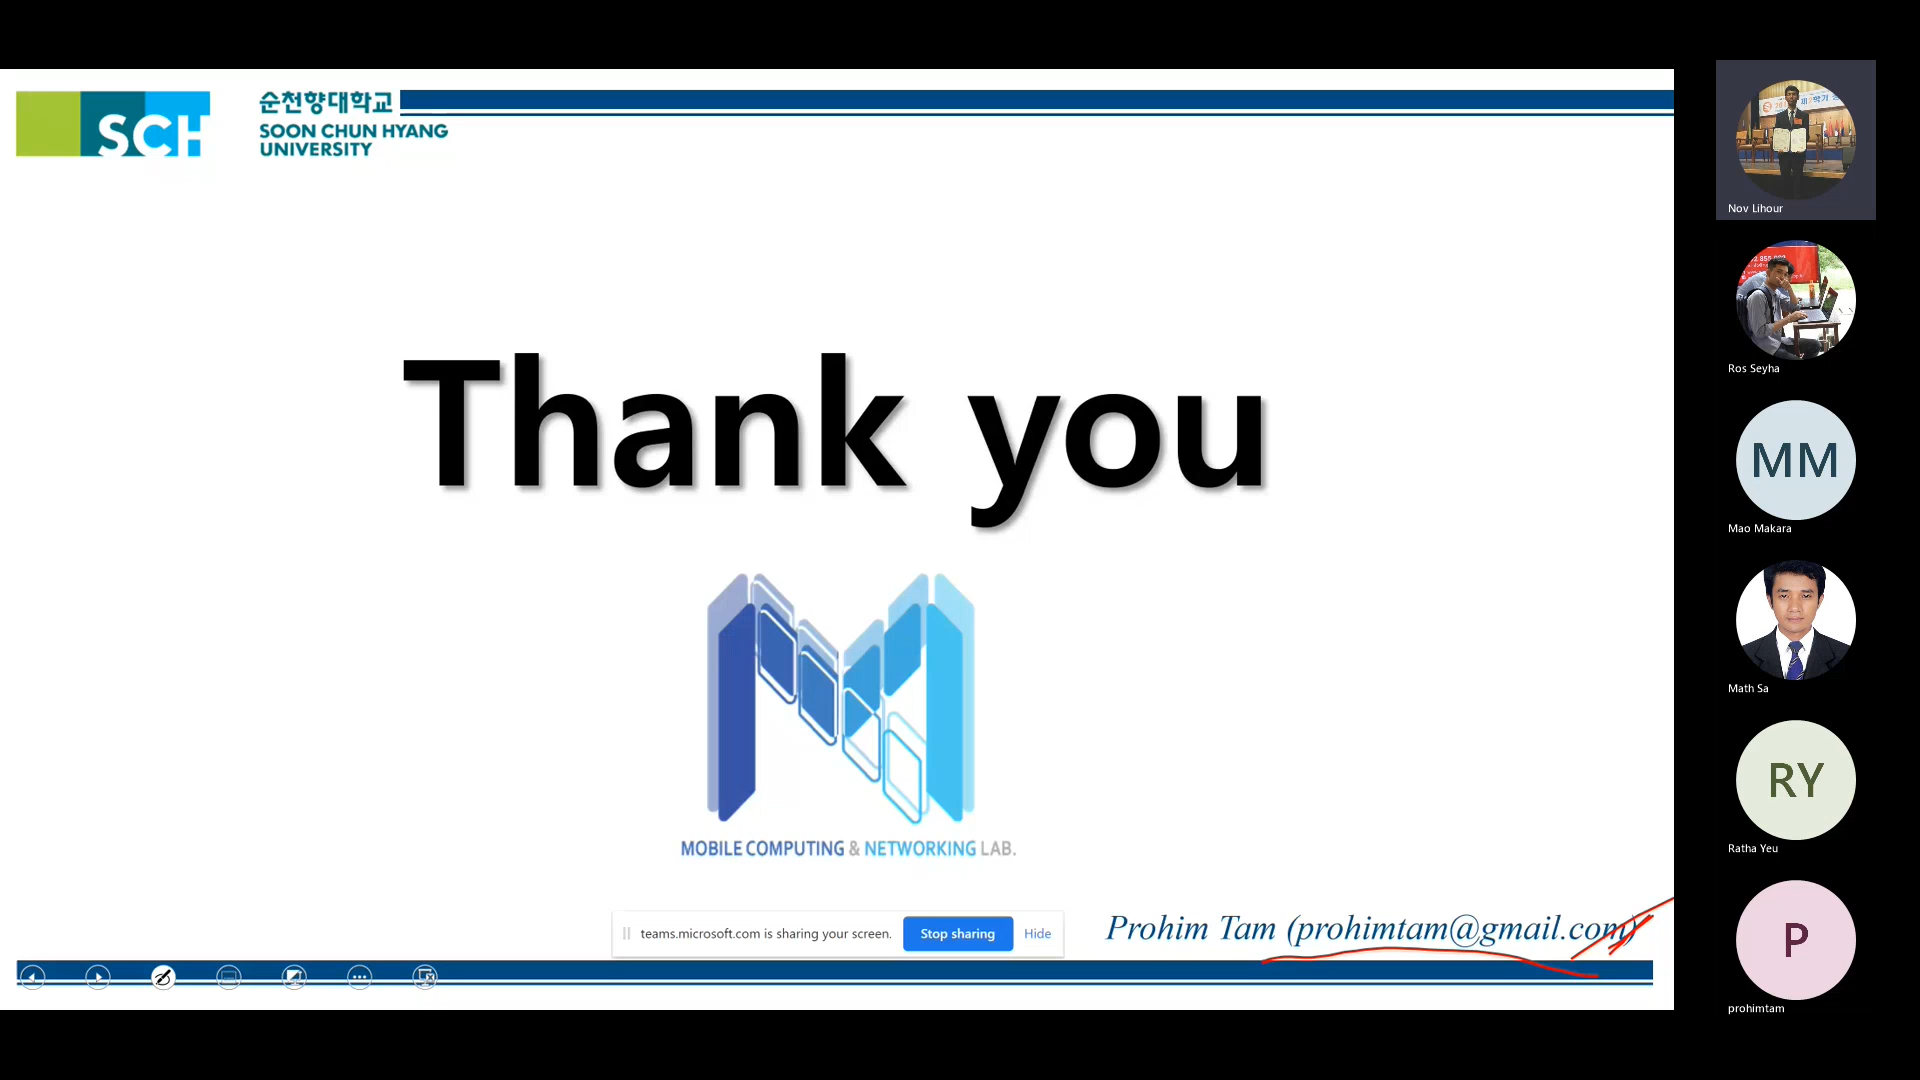 SCH
순천향대학교
SOON CHUN HYANG
UNIVERSITY
Thank you
MOBILE COMPUTING & NETWORKING LAB.
teams.microsoft.com is sharing your screen.
Stop sharing
Hide
Prohim Tam (prohimtam@gmail.com)
Nov Lihour
Ros Seyha
MM
Mao Makara
Math Sa
RY
Ratha Yeu
P
prohimtam